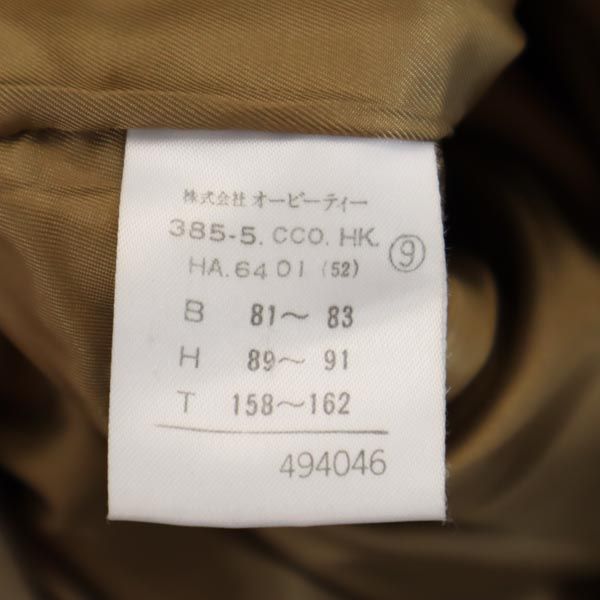 株式会社 オービーティー
385-5. CCO. HK. ⑨
HA. 64 01 (52)
B 81～ 83
H 89～ 91
T 158～162
494046